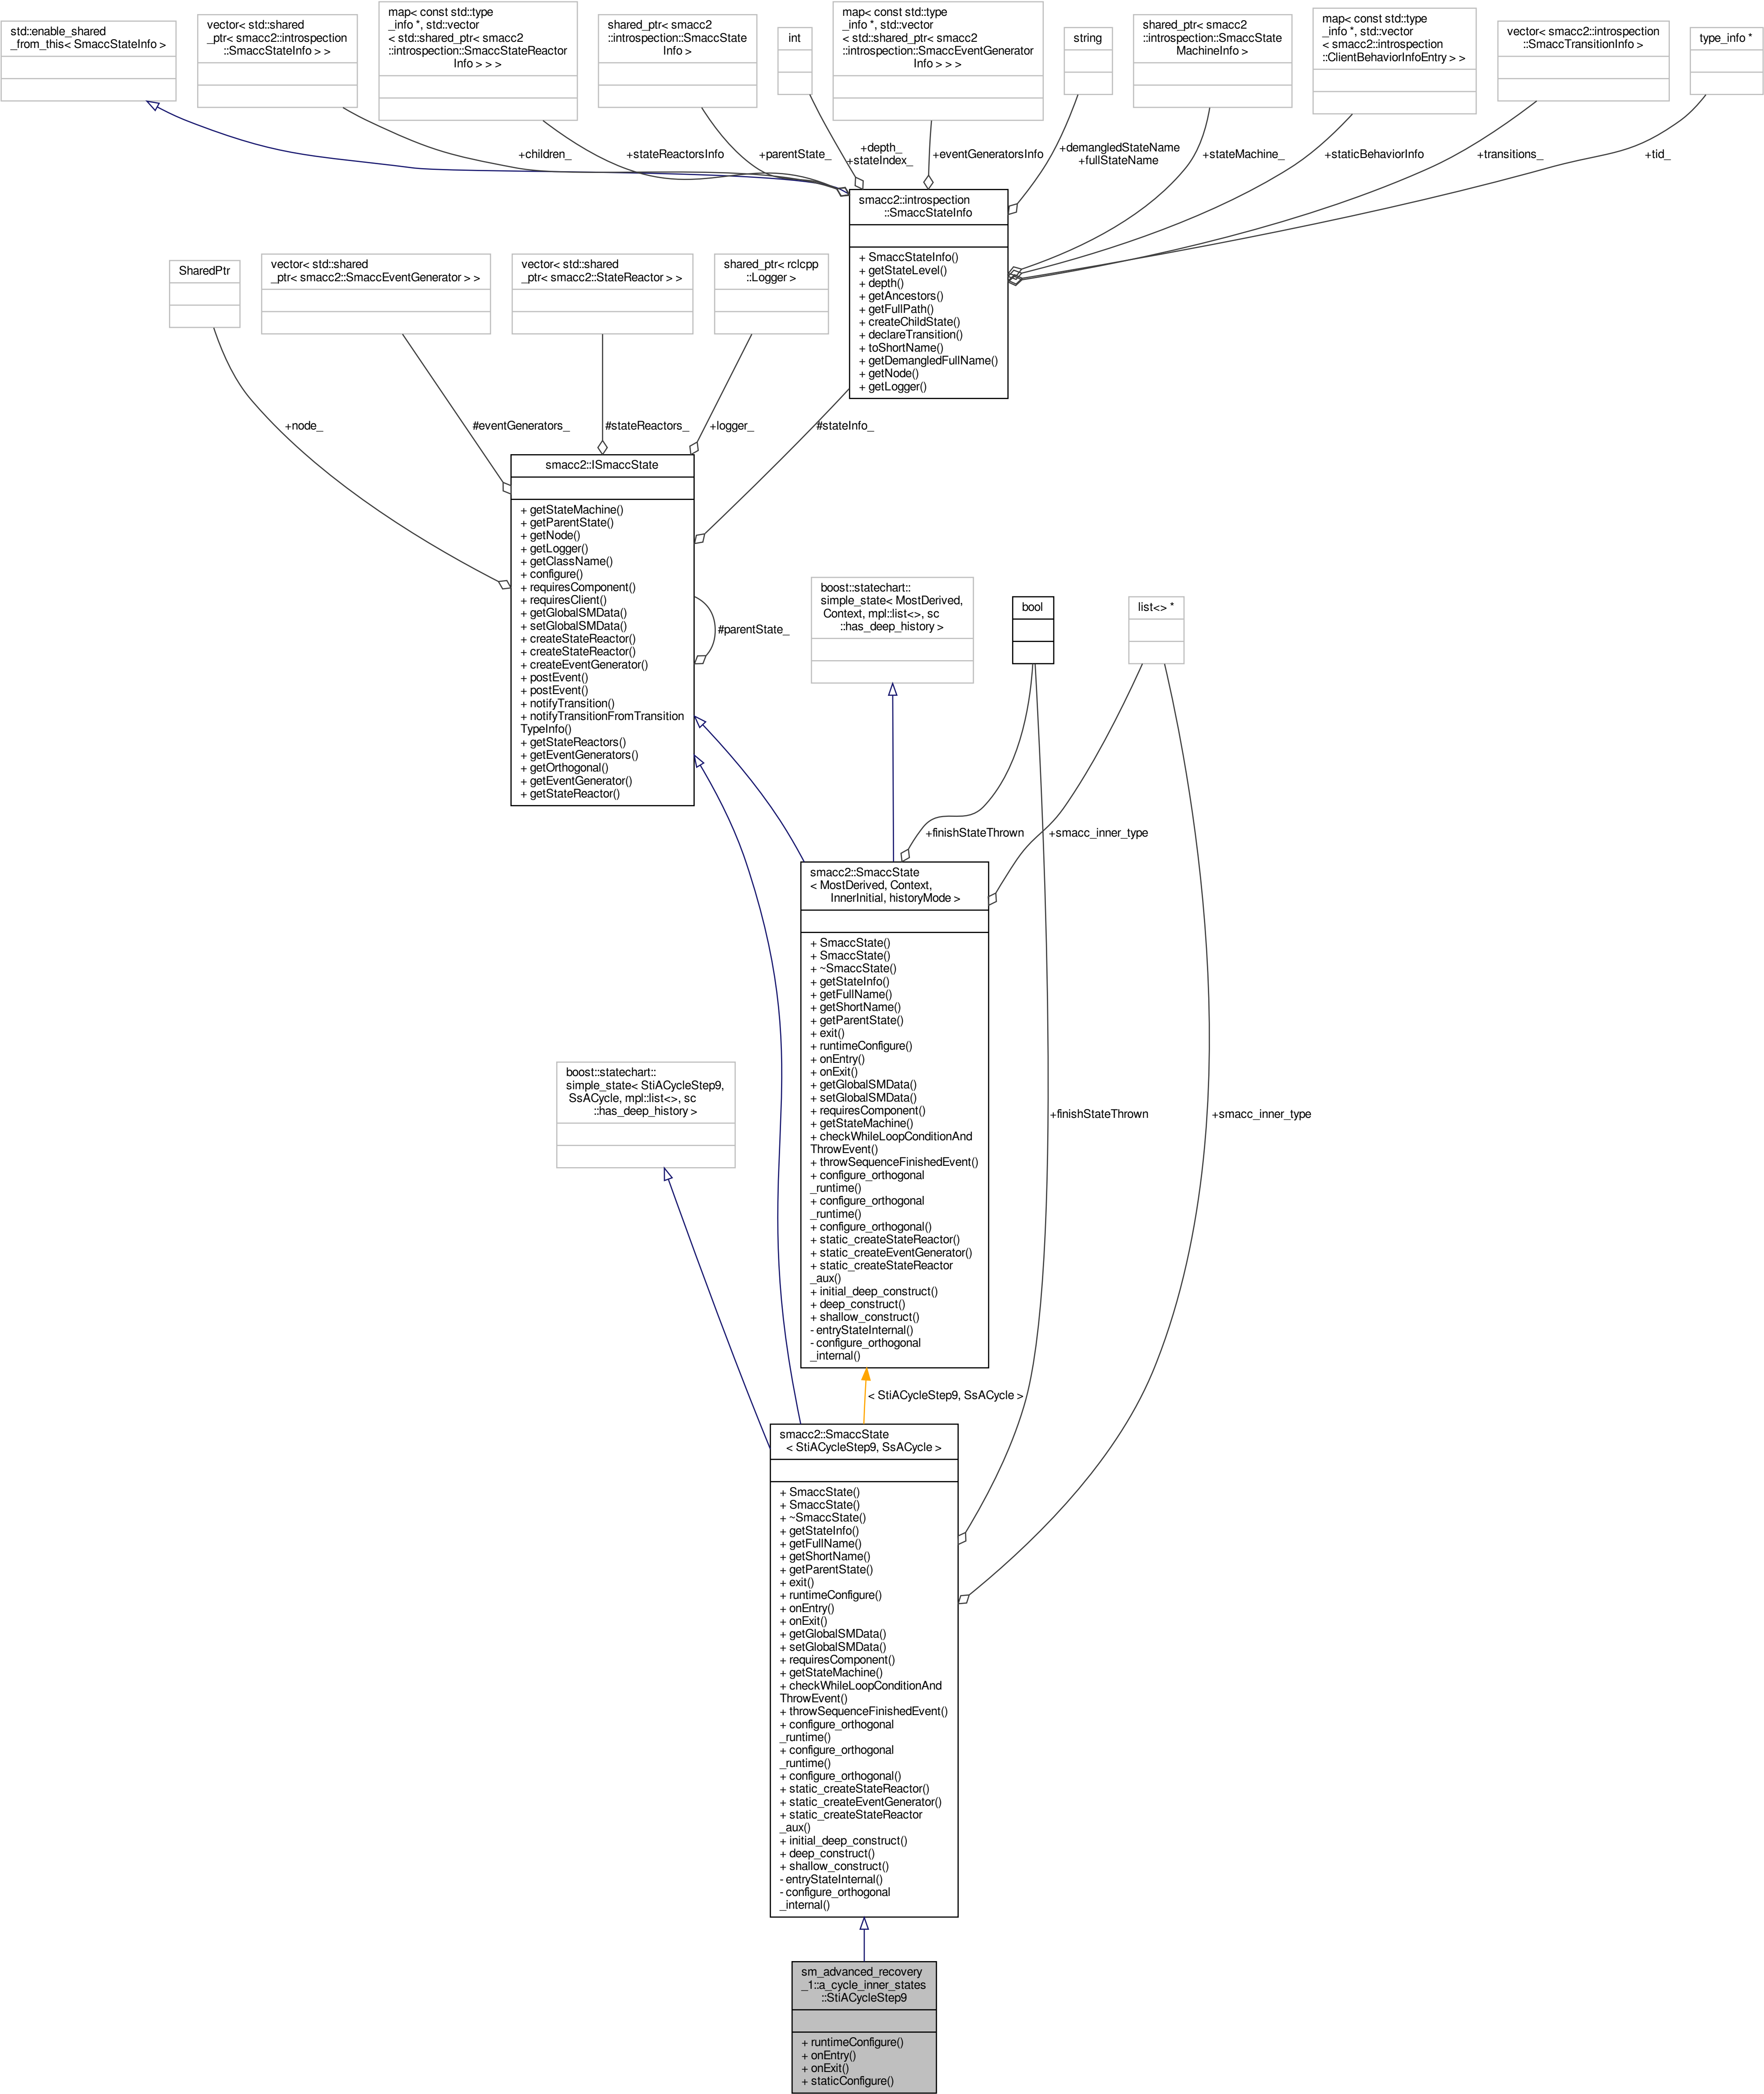 std::enable_shared
_from_this< SmaccStateInfo >
vector< std::shared
_ptr< smacc2::introspection
::SmaccStateInfo > >
map< const std::type
_info *, std::vector
< std::shared_ptr< smacc2
::introspection::SmaccStateReactor
Info > > >
shared_ptr< smacc2
::introspection::SmaccState
Info >
int
map< const std::type
_info *, std::vector
< std::shared_ptr< smacc2
::introspection::SmaccEventGenerator
Info > > >
string
shared_ptr< smacc2
::introspection::SmaccState
MachineInfo >
map< const std::type
_info *, std::vector
< smacc2::introspection
::ClientBehaviorInfoEntry > >
vector< smacc2::introspection
::SmaccTransitionInfo >
type_info *
+children_
+stateReactorsInfo
+parentState_
+depth_
+stateIndex_
+eventGeneratorsInfo
+demangledStateName
+fullStateName
+stateMachine_
+staticBehaviorInfo
+transitions_
+tid_
smacc2::introspection
::SmaccStateInfo
+ SmaccStateInfo()
+ getStateLevel()
+ depth()
+ getAncestors()
+ getFullPath()
+ createChildState()
+ declareTransition()
+ toShortName()
+ getDemangledFullName()
+ getNode()
+ getLogger()
SharedPtr
vector< std::shared
_ptr< smacc2::SmaccEventGenerator > >
vector< std::shared
_ptr< smacc2::StateReactor > >
shared_ptr< rclcpp
::Logger >
+node_
#eventGenerators_
#stateReactors_
+logger_
#stateInfo_
smacc2::ISmaccState
+ getStateMachine()
+ getParentState()
+ getNode()
+ getLogger()
+ getClassName()
+ configure()
+ requiresComponent()
+ requiresClient()
+ getGlobalSMData()
+ setGlobalSMData()
+ createStateReactor()
+ createStateReactor()
+ createEventGenerator()
+ postEvent()
+ postEvent()
+ notifyTransition()
+ notifyTransitionFromTransition
TypeInfo()
+ getStateReactors()
+ getEventGenerators()
+ getOrthogonal()
+ getEventGenerator()
+ getStateReactor()
#parentState_
boost::statechart::
simple_state< MostDerived,
Context, mpl::list<>, sc
::has_deep_history >
bool
list<> *
+finishStateThrown
+smacc_inner_type
smacc2::SmaccState
< MostDerived, Context,
InnerInitial, historyMode >
+ SmaccState()
+ SmaccState()
+ ~SmaccState()
+ getStateInfo()
+ getFullName()
+ getShortName()
+ getParentState()
+ exit()
+ runtimeConfigure()
+ onEntry()
+ onExit()
+ getGlobalSMData()
+ setGlobalSMData()
+ requiresComponent()
+ getStateMachine()
+ checkWhileLoopConditionAnd
ThrowEvent()
+ throwSequenceFinishedEvent()
+ configure_orthogonal
_runtime()
+ configure_orthogonal
_runtime()
+ configure_orthogonal()
+ static_createStateReactor()
+ static_createEventGenerator()
+ static_createStateReactor
_aux()
+ initial_deep_construct()
+ deep_construct()
+ shallow_construct()
- entryStateInternal()
- configure_orthogonal
_internal()
boost::statechart::
simple_state< StiACycleStep9,
SsACycle, mpl::list<>, sc
::has_deep_history >
+finishStateThrown
+smacc_inner_type
< StiACycleStep9, SsACycle >
smacc2::SmaccState
< StiACycleStep9, SsACycle >
+ SmaccState()
+ SmaccState()
+ ~SmaccState()
+ getStateInfo()
+ getFullName()
+ getShortName()
+ getParentState()
+ exit()
+ runtimeConfigure()
+ onEntry()
+ onExit()
+ getGlobalSMData()
+ setGlobalSMData()
+ requiresComponent()
+ getStateMachine()
+ checkWhileLoopConditionAnd
ThrowEvent()
+ throwSequenceFinishedEvent()
+ configure_orthogonal
_runtime()
+ configure_orthogonal
_runtime()
+ configure_orthogonal()
+ static_createStateReactor()
+ static_createEventGenerator()
+ static_createStateReactor
_aux()
+ initial_deep_construct()
+ deep_construct()
+ shallow_construct()
- entryStateInternal()
- configure_orthogonal
_internal()
sm_advanced_recovery
_1::a_cycle_inner_states
::StiACycleStep9
+ runtimeConfigure()
+ onEntry()
+ onExit()
+ staticConfigure()